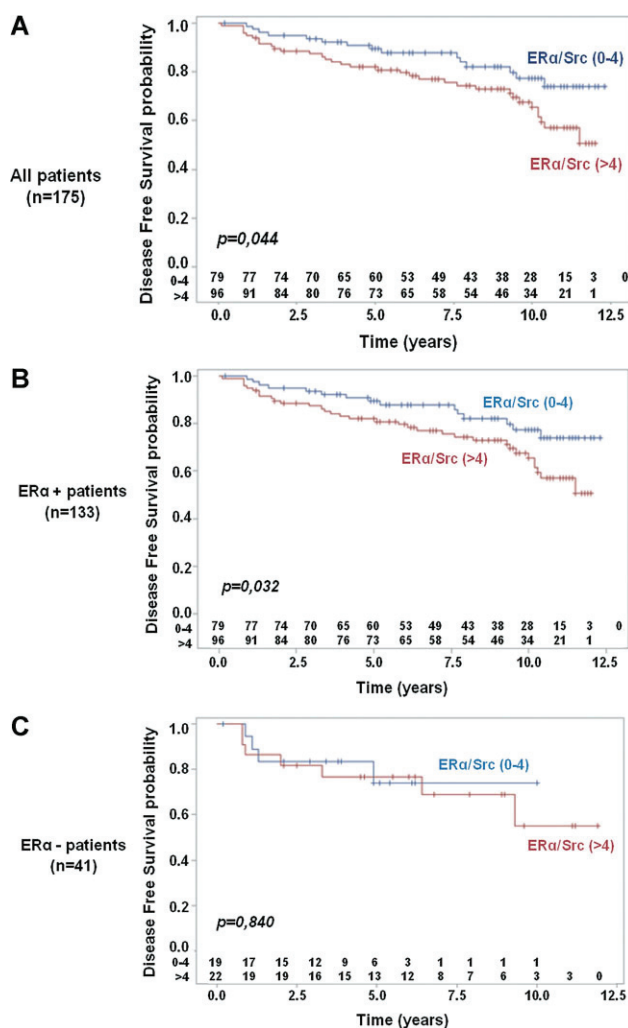 A
Disease Free Survival probability
1.0
0.8
0.6
0.4
0.2
0.0
ERα/Src (0-4)
ERα/Src (>4)
All patients
(n=175)
p=0,044
0-4 79 77 74 70 65 60 53 49 43 38 28 15 3 0
>4 96 91 84 80 76 73 65 58 54 46 34 21 1
0.0 2.5 5.0 7.5 10.0 12.5
Time (years)
B
Disease Free Survival probability
1.0
0.8
0.6
0.4
0.2
0.0
ERα/Src (0-4)
ERα/Src (>4)
ERα + patients
(n=133)
p=0,032
0-4 79 77 74 70 65 60 53 49 43 38 28 15 3 0
>4 96 91 84 80 76 73 65 58 54 46 34 21 1
0.0 2.5 5.0 7.5 10.0 12.5
Time (years)
C
Disease Free Survival probability
1.0
0.8
0.6
0.4
0.2
0.0
ERα/Src (0-4)
ERα/Src (>4)
ERα - patients
(n=41)
p=0,840
0-4 19 17 15 12 9 6 3 1 1 1 1
>4 22 19 19 16 15 13 12 8 7 6 3 3 0
0.0 2.5 5.0 7.5 10.0 12.5
Time (years)